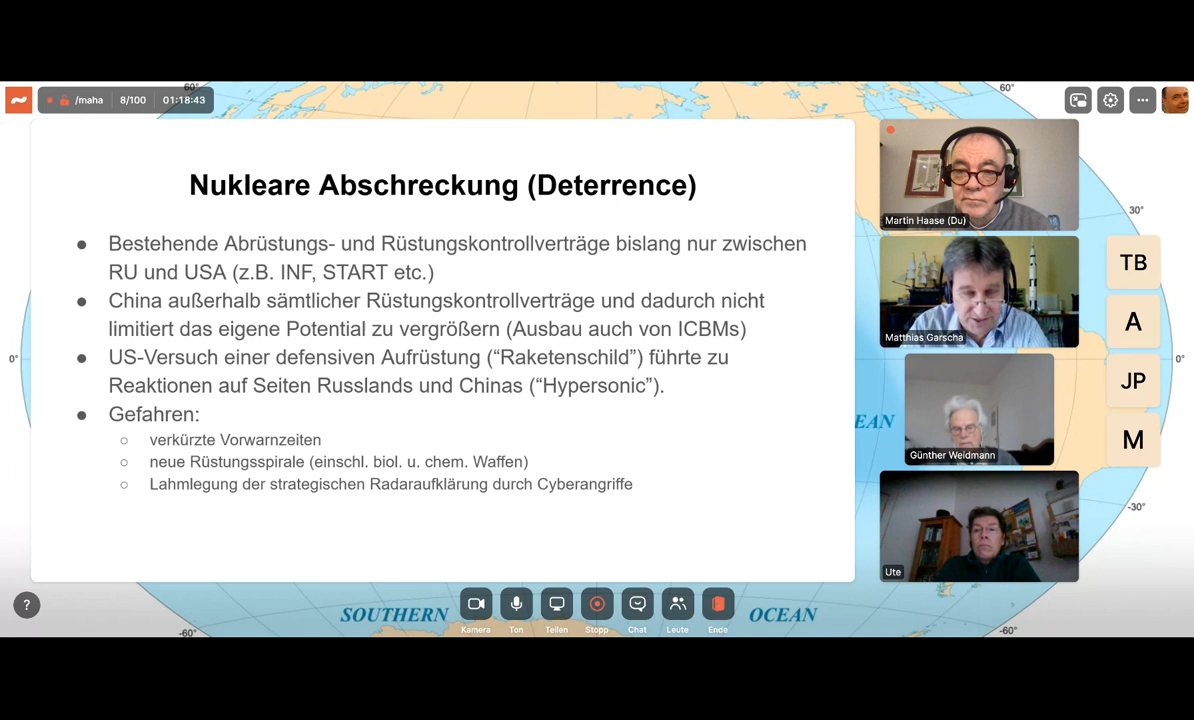 60°
60°
/maha 8/100 01:18:43
Nukleare Abschreckung (Deterrence)
● Bestehende Abrüstungs- und Rüstungskontrollverträge bislang nur zwischen
RU und USA (z.B. INF, START etc.)
● China außerhalb sämtlicher Rüstungskontrollverträge und dadurch nicht
limitiert das eigene Potential zu vergrößern (Ausbau auch von ICBMs)
● US-Versuch einer defensiven Aufrüstung (“Raketenschild”) führte zu
Reaktionen auf Seiten Russlands und Chinas (“Hypersonic”).
● Gefahren:
○ verkürzte Vorwarnzeiten
○ neue Rüstungsspirale (einschl. biol. u. chem. Waffen)
○ Lahmlegung der strategischen Radaraufklärung durch Cyberangriffe
Martin Haase (Du)
Matthias Garscha
Günther Weidmann
Ute
TB
A
JP
M
30°
0°
0°
EAN
-30°
?
SOUTHERN OCEAN
Kamera Ton Teilen Stopp Chat Leute Ende
-60°
-60°